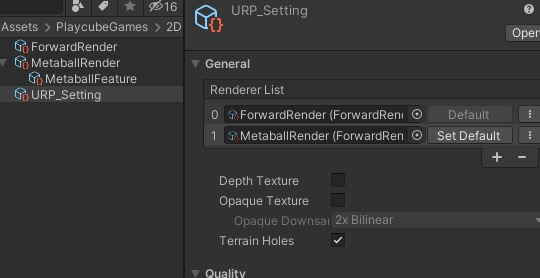 16
Assets > PlaycubeGames > 2D
ForwardRender
MetaballRender
MetaballFeature
URP_Setting
URP_Setting
Open
General
Renderer List
0 ForwardRender (ForwardRen Default
1 MetaballRender (ForwardRen Set Default
+ −
Depth Texture
Opaque Texture
Opaque Downsa 2x Bilinear
Terrain Holes
Quality